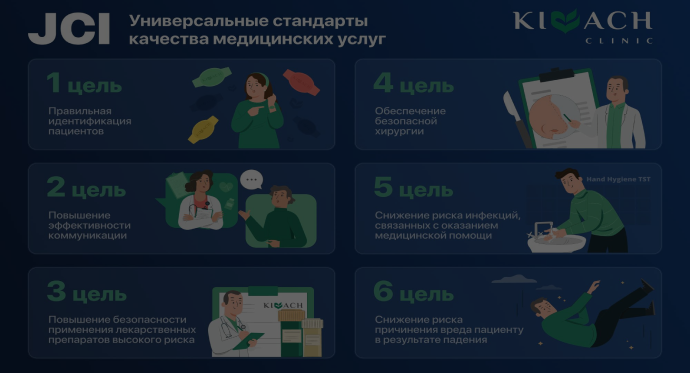 JCI
Универсальные стандарты
качества медицинских услуг
KIVACH
CLINIC
1 цель
Правильная
идентификация
пациентов
2 цель
Повышение
эффективности
коммуникации
3 цель
Повышение безопасности
применения лекарственных
препаратов высокого риска
KIVACH
4 цель
Обеспечение
безопасной
хирургии
5 цель
Снижение риска инфекций,
связанных с оказанием
медицинской помощи
Hand Hygiene TST
6 цель
Снижение риска
причинения вреда пациенту
в результате падения